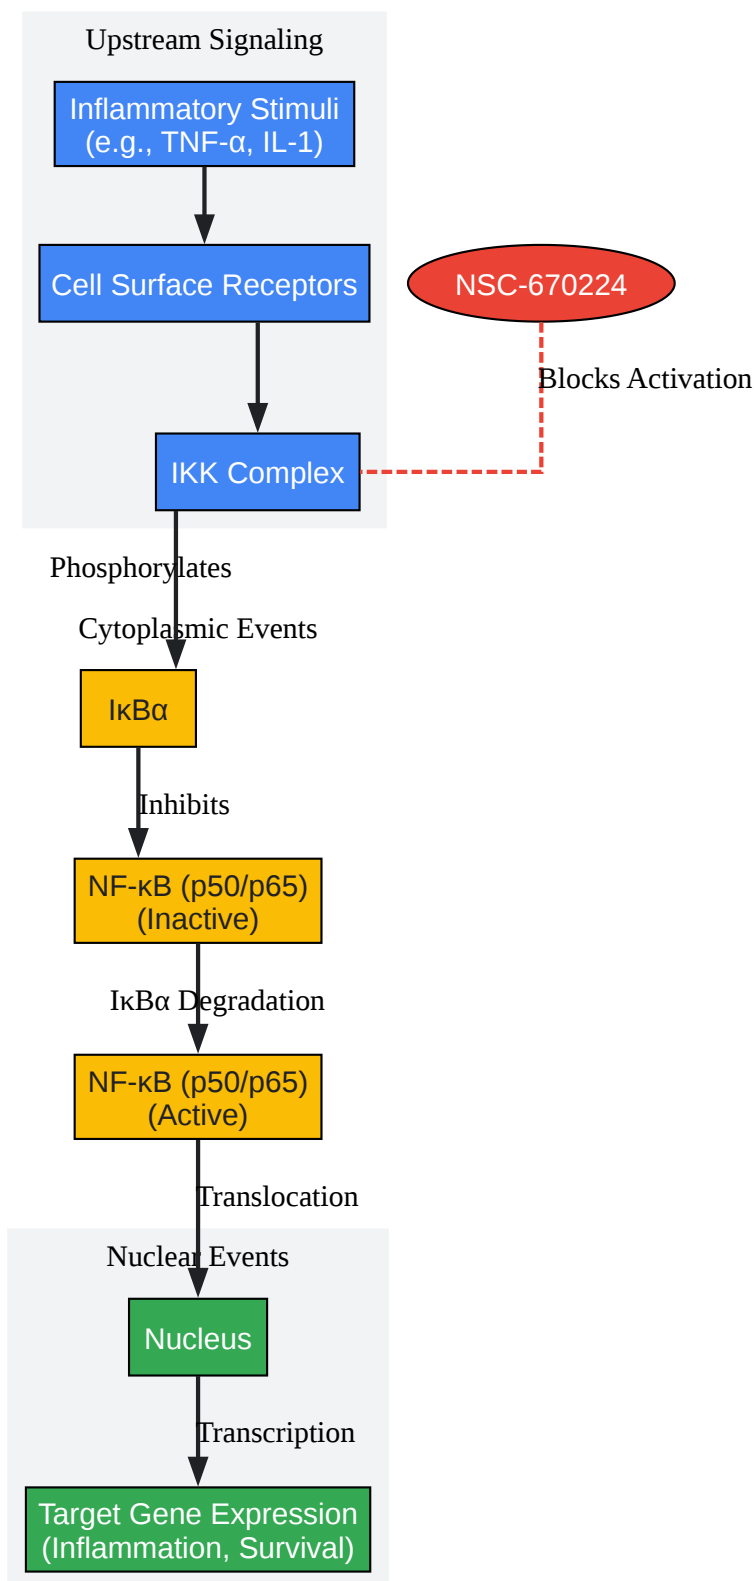 Upstream Signaling
Inflammatory Stimuli
(e.g., TNF-α, IL-1)
Cell Surface Receptors
NSC-670224
Blocks Activation
IKK Complex
Phosphorylates
Cytoplasmic Events
IκBα
Inhibits
NF-κB (p50/p65)
(Inactive)
IκBα Degradation
NF-κB (p50/p65)
(Active)
Translocation
Nuclear Events
Nucleus
Transcription
Target Gene Expression
(Inflammation, Survival)